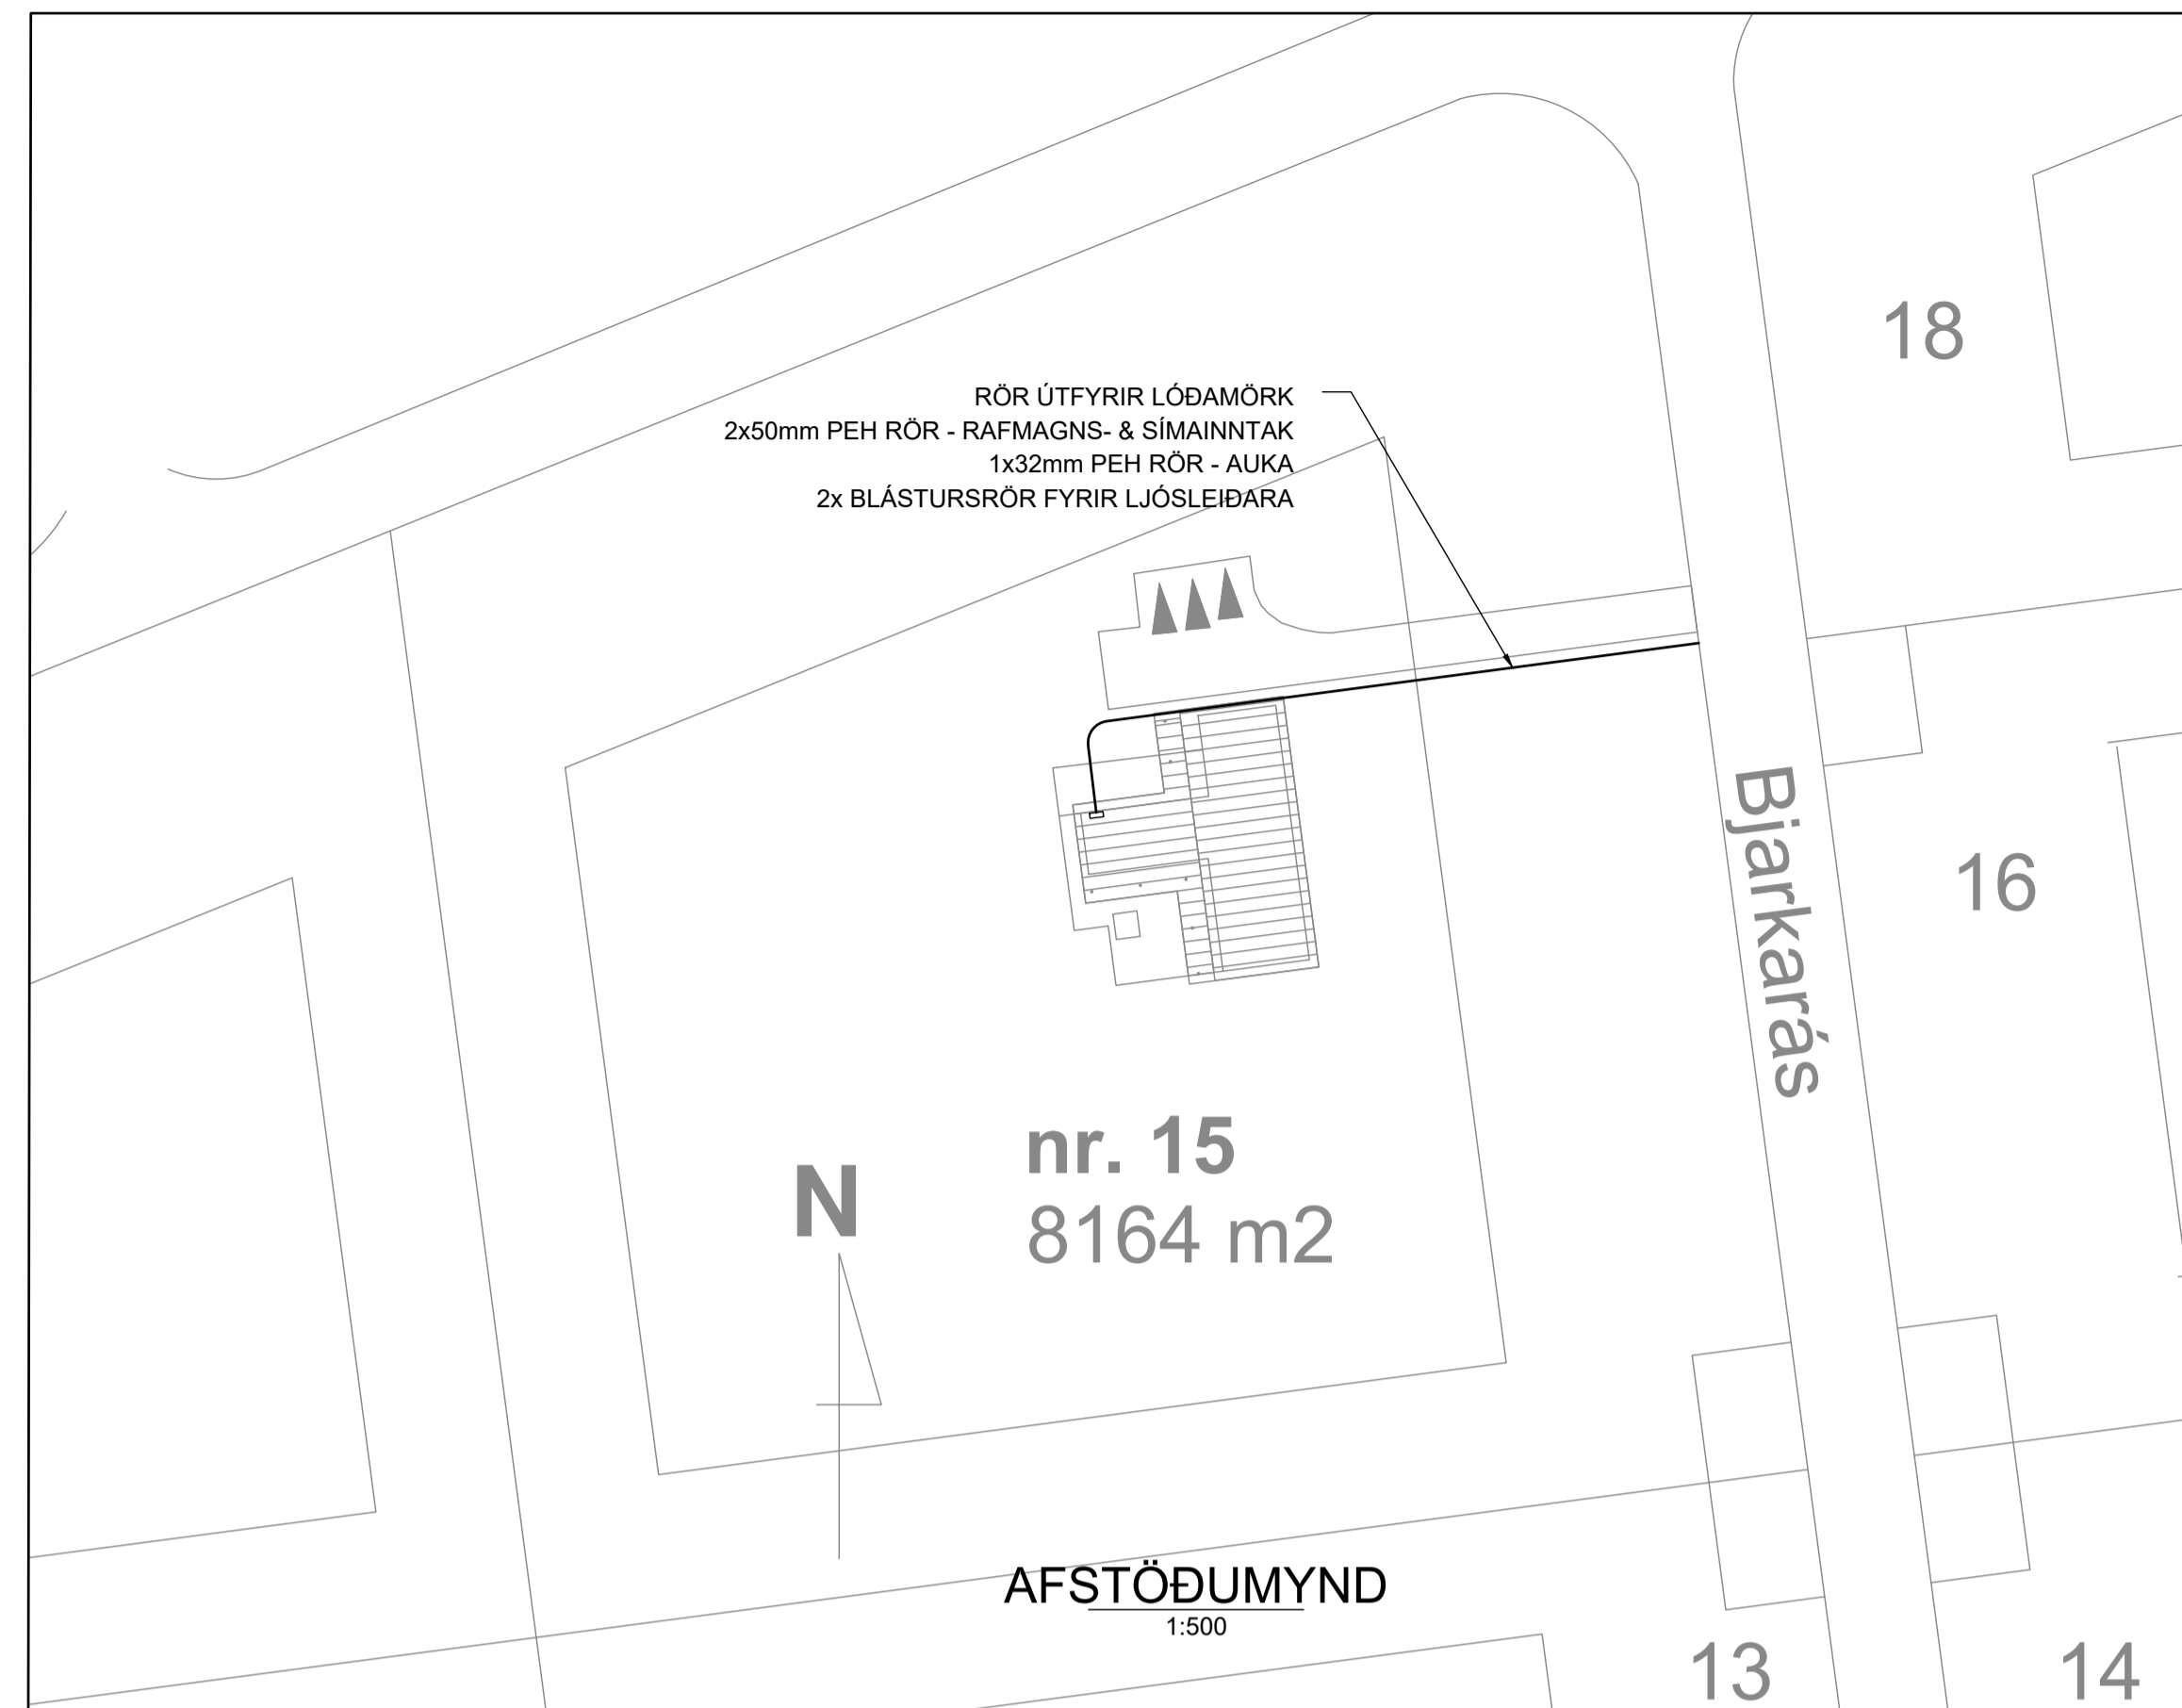 18
RÖR ÚTFYRIR LÓÐAMÖRK
2x50mm PEH RÖR - RAFMAGNS- & SÍMAINNTAK
1x32mm PEH RÖR - AUKA
2x BLÁSTURSRÖR FYRIR LJÓSLEIÐARA
Bjarkarás
16
nr. 15
8164 m2
N
AFSTÖÐUMYND
1:500
13
14